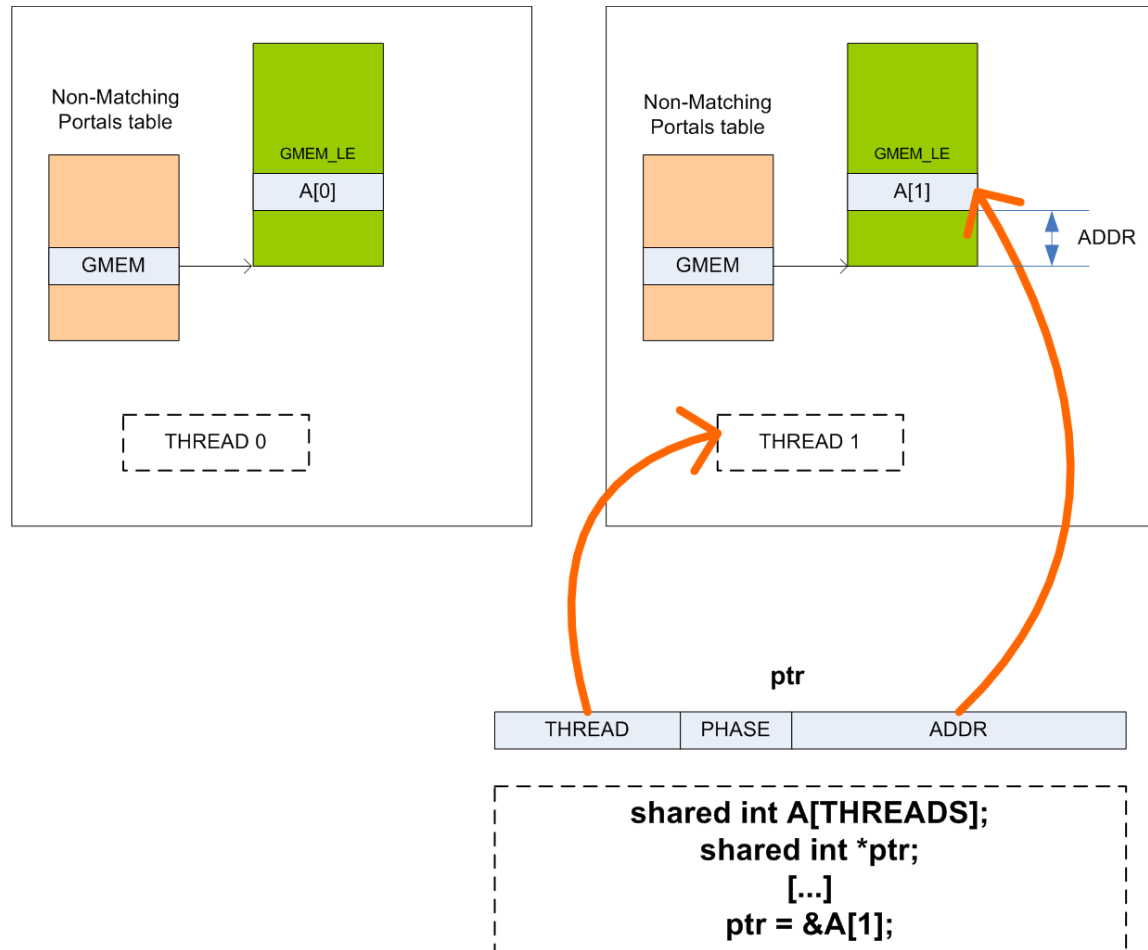 Non-Matching
Portals table
GMEM_LE
A[0]
GMEM
THREAD 0
Non-Matching
Portals table
GMEM_LE
A[1]
ADDR
GMEM
THREAD 1
ptr
THREAD PHASE ADDR
shared int A[THREADS];
shared int *ptr;
[...]
ptr = &A[1];